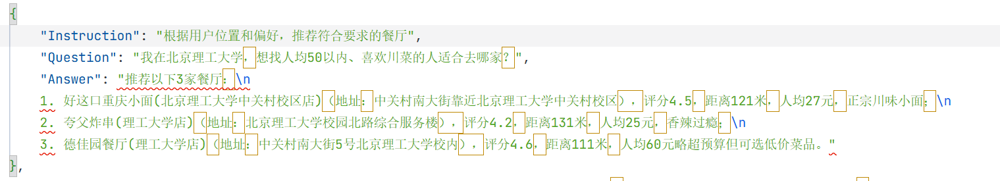 {
"Instruction": "根据用户位置和偏好，推荐符合要求的餐厅",
"Question": "我在北京理工大学，想找人均50以内、喜欢川菜的人适合去哪家？",
"Answer": "推荐以下3家餐厅：\n
1. 好这口重庆小面(北京理工大学中关村校区店)（地址：中关村南大街靠近北京理工大学中关村校区），评分4.5，距离121米，人均27元，正宗川味小面；\n
2. 夸父炸串(理工大学店)（地址：北京理工大学校园北路综合服务楼），评分4.2，距离131米，人均25元，香辣过瘾；\n
3. 德佳园餐厅(理工大学店)（地址：中关村南大街5号北京理工大学校内），评分4.6，距离111米，人均60元略超预算但可选低价菜品。"
},